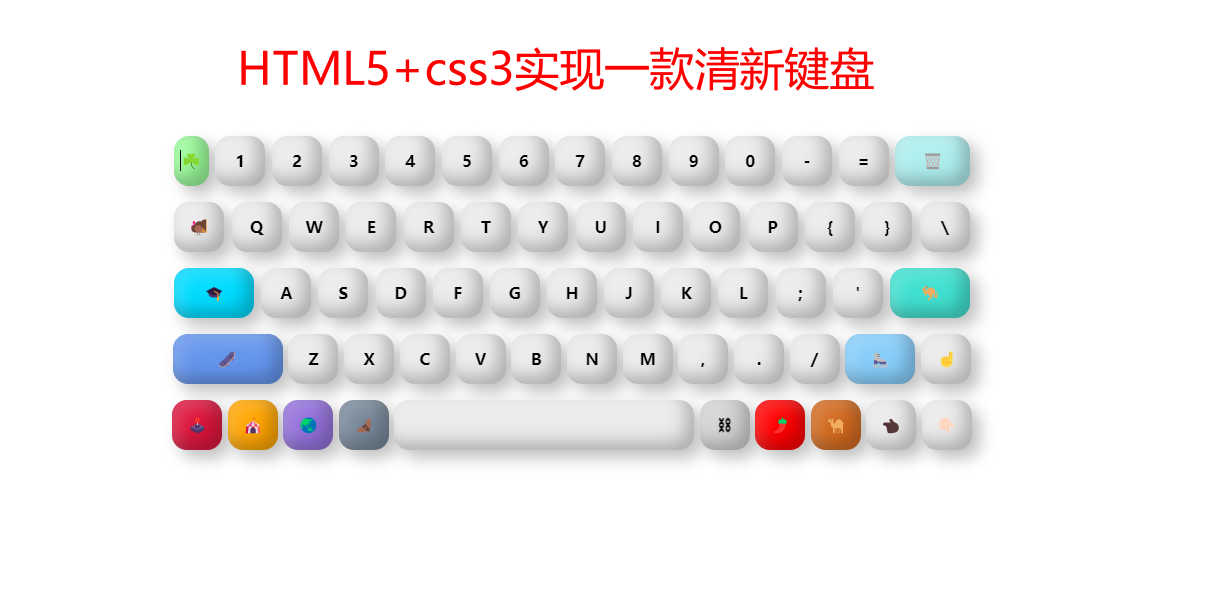 HTML5+css3实现一款清新键盘
1 2 3 4 5 6 7 8 9 0 - =
Q W E R T Y U I O P { } \
A S D F G H J K L ; '
Z X C V B N M , . /